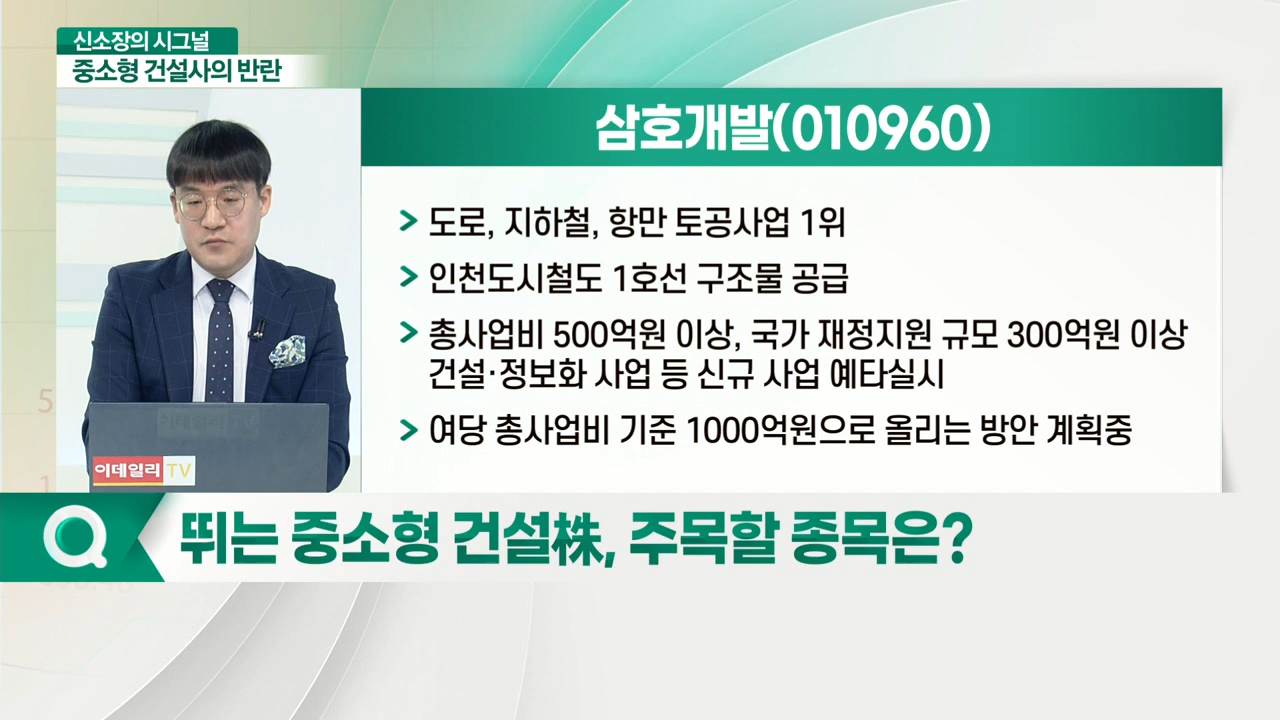 신소장의 시그널
중소형 건설사의 반란
삼호개발(010960)
> 도로, 지하철, 항만 토공사업 1위
> 인천도시철도 1호선 구조물 공급
> 총사업비 500억원 이상, 국가 재정지원 규모 300억원 이상
건설·정보화 사업 등 신규 사업 예타실시
> 여당 총사업비 기준 1000억원으로 올리는 방안 계획중
이데일리 TV
뛰는 중소형 건설株, 주목할 종목은?